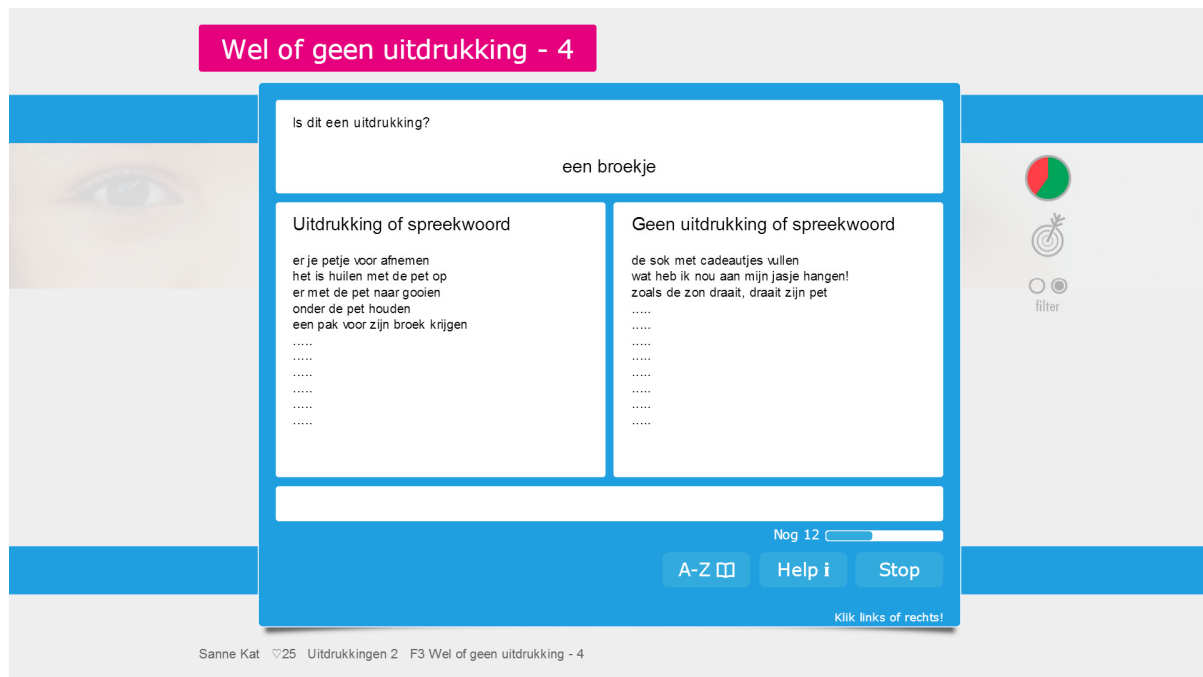 Wel of geen uitdrukking - 4
Is dit een uitdrukking?
een broekje
Uitdrukking of spreekwoord
er je petje voor afnemen
het is huilen met de pet op
er met de pet naar gooien
onder de pet houden
een pak voor zijn broek krijgen
.....
.....
.....
.....
.....
.....
Geen uitdrukking of spreekwoord
de sok met cadeautjes vullen
wat heb ik nou aan mijn jasje hangen!
zoals de zon draait, draait zijn pet
.....
.....
.....
.....
.....
.....
.....
.....
filter
Nog 12
A-Z
Help i
Stop
Klik links of rechts!
Sanne Kat ♡25 Uitdrukkingen 2 F3 Wel of geen uitdrukking - 4